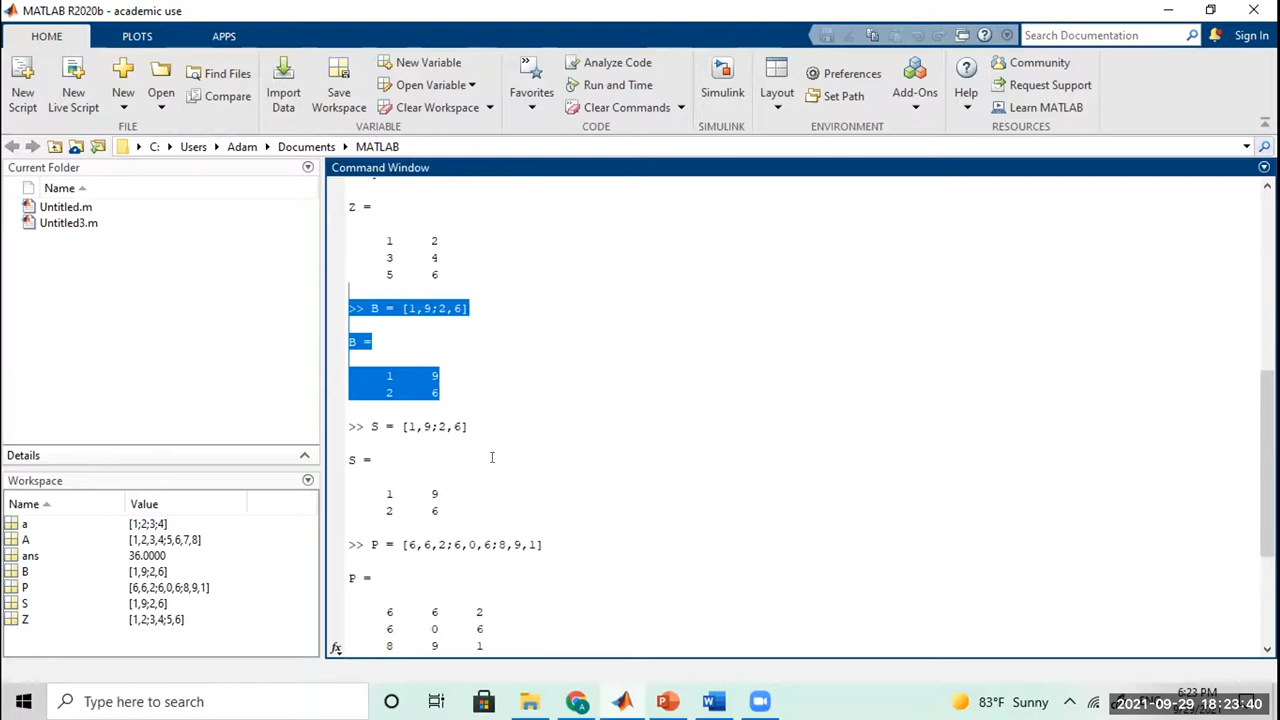 MATLAB R2020b - academic use
HOME PLOTS APPS
Search Documentation
Sign In
New Script
New Live Script
New
Open
Find Files
Compare
FILE
Import Data
Save Workspace
New Variable
Open Variable
Clear Workspace
VARIABLE
Favorites
Analyze Code
Run and Time
Clear Commands
CODE
Simulink
SIMULINK
Layout
Preferences
Set Path
Add-Ons
ENVIRONMENT
Help
Community
Request Support
Learn MATLAB
RESOURCES
C: Users Adam Documents MATLAB
Current Folder
Name
Untitled.m
Untitled3.m
Details
Workspace
Name Value
a [1;2;3;4]
A [1,2,3,4;5,6,7,8]
ans 36.0000
B [1,9;2,6]
P [6,6,2;6,0,6;8,9,1]
S [1,9;2,6]
Z [1,2;3,4;5,6]
Command Window
Z =
1 2
3 4
5 6
>> B = [1,9;2,6]
B =
1 9
2 6
>> S = [1,9;2,6]
S =
1 9
2 6
>> P = [6,6,2;6,0,6;8,9,1]
P =
6 6 2
6 0 6
8 9 1
fx
Type here to search
83°F Sunny
6:23 PM
2021-09-29 18:23:40